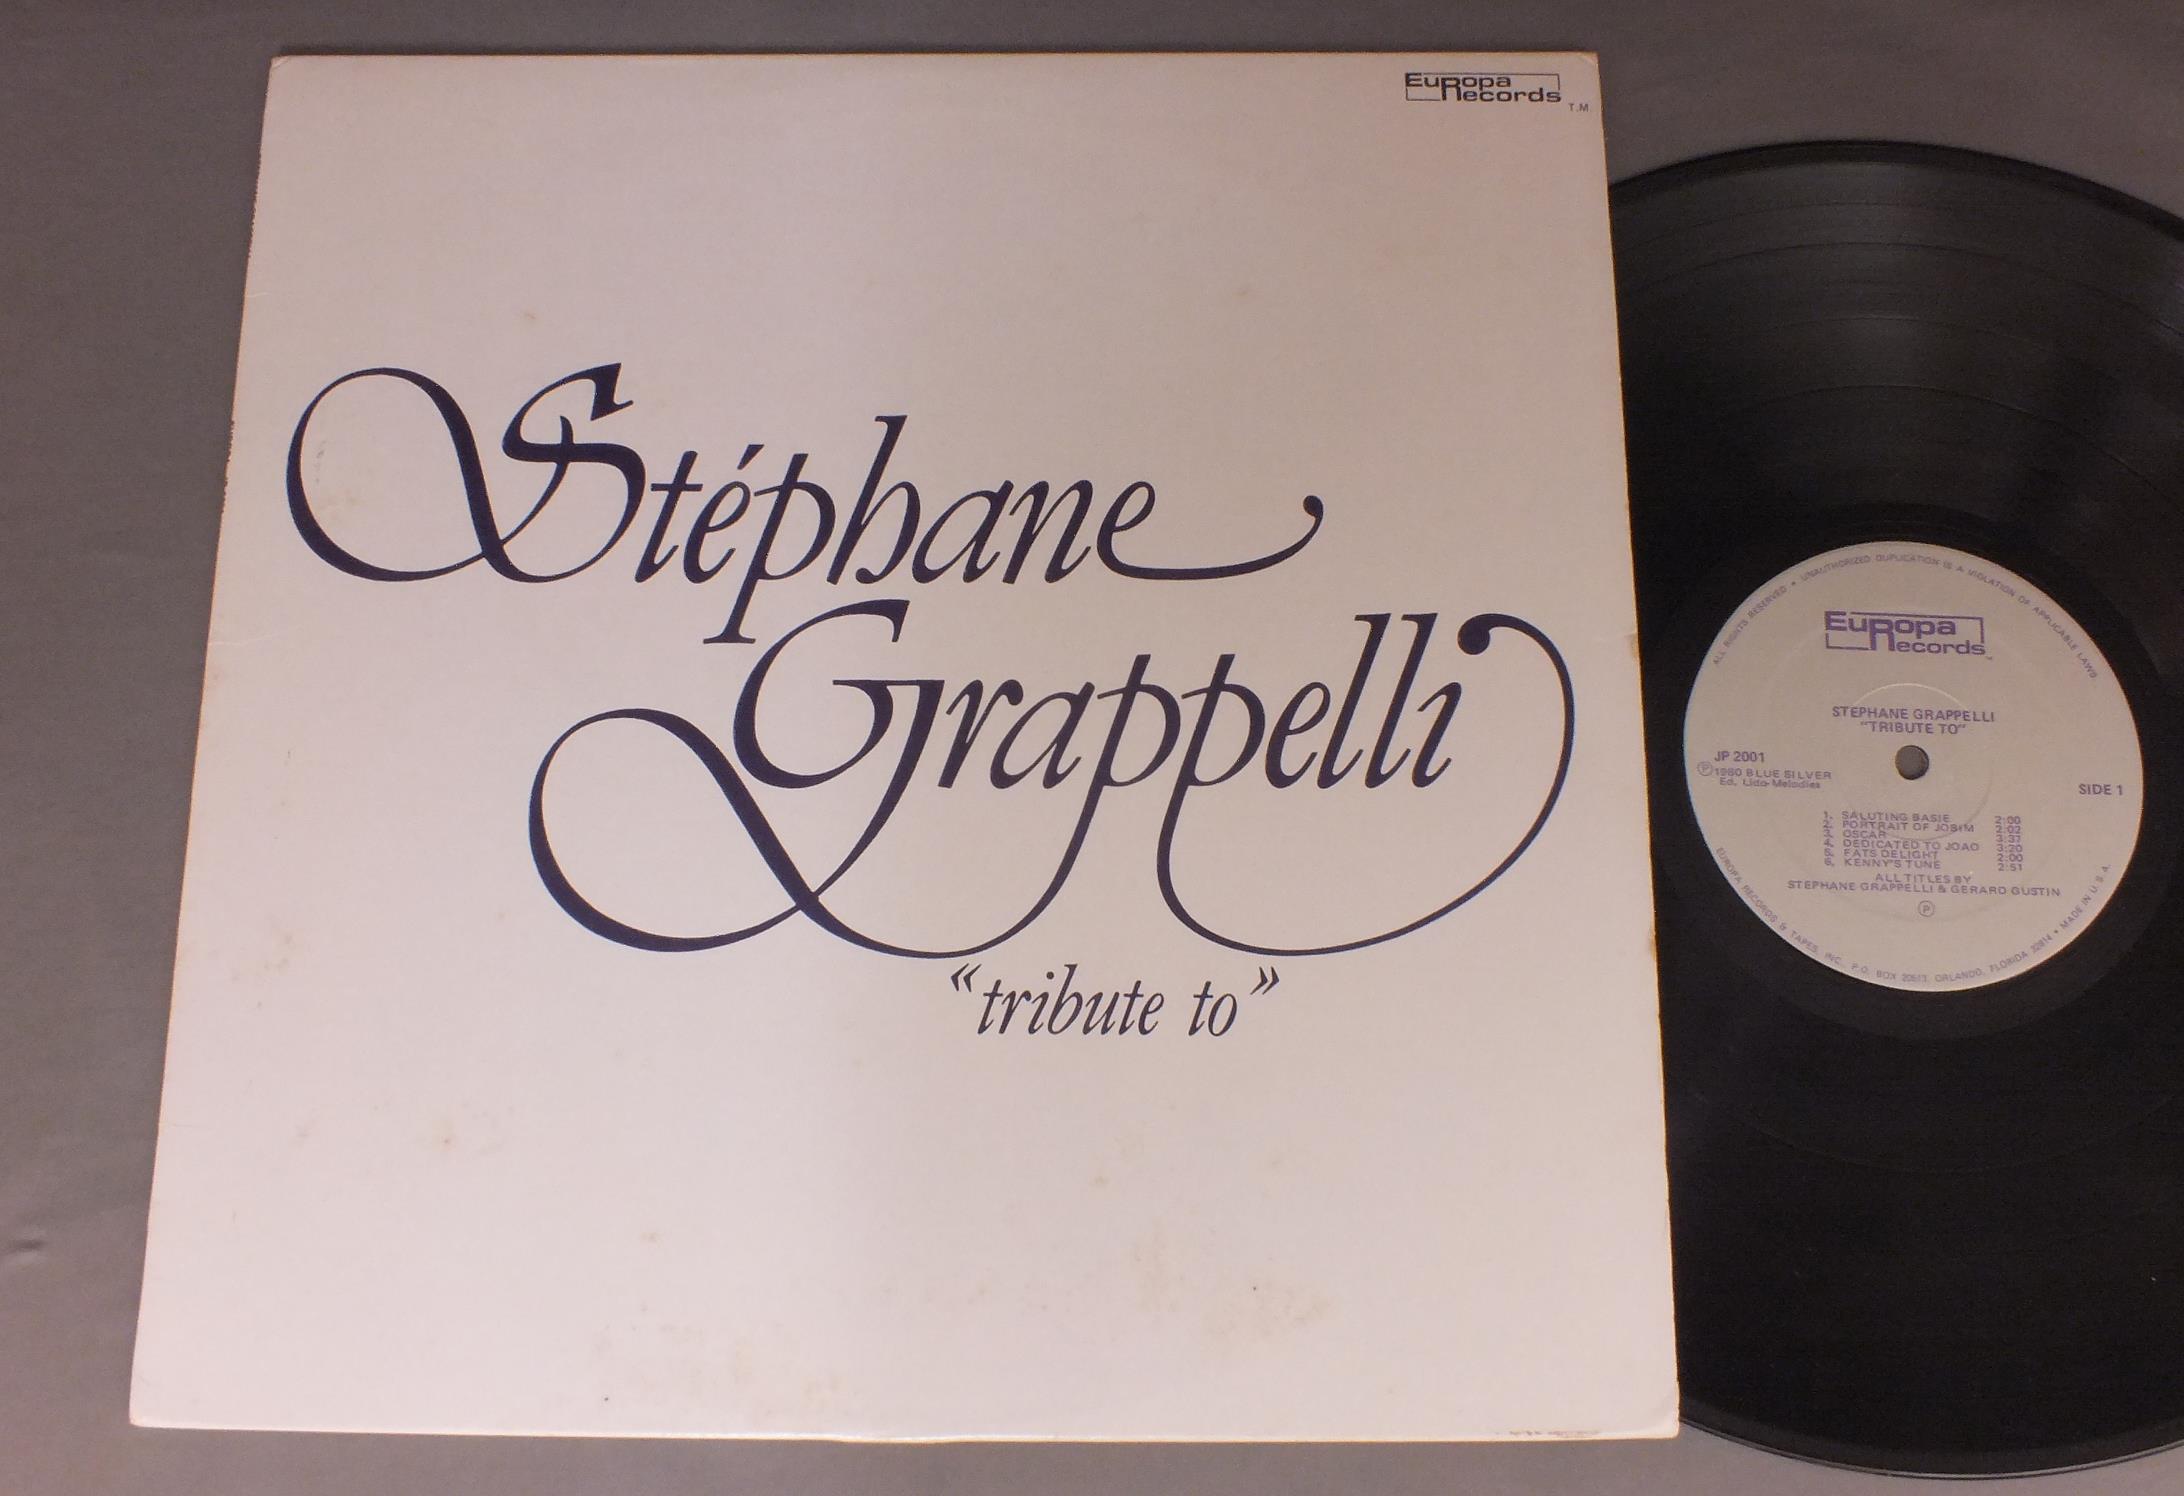 EuRopa
Records
T.M
Stéphane
Grappelli
“tribute to”
ALL RIGHTS RESERVED • UNAUTHORIZED DUPLICATION IS A VIOLATION OF APPLICABLE LAWS
EuRopa
Records
STEPHANE GRAPPELLI
"TRIBUTE TO"
JP 2001
Ⓟ 1980 BLUE SILVER
Ed. Lido-Melodies
SIDE 1
1. SALUTING BASIE 2:00
2. PORTRAIT OF JOBIM 2:02
3. OSCAR 3:37
4. DEDICATED TO JOAO 3:20
5. FATS DELIGHT 2:00
6. KENNY'S TUNE 2:51
ALL TITLES BY
STEPHANE GRAPPELLI & GERARD GUSTIN
Ⓟ
EUROPA RECORDS & TAPES, INC. P.O. BOX ORLANDO, FLORIDA 32814 • MADE IN U.S.A.